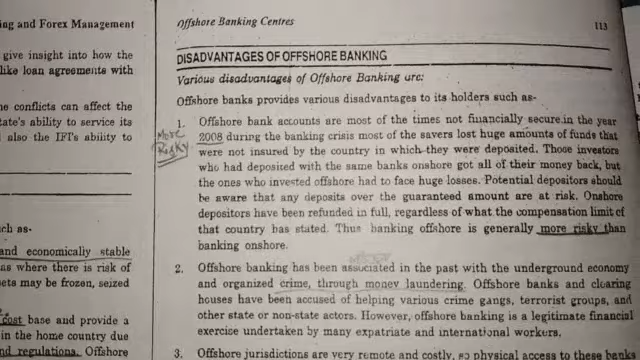 ing and Forex Management
give insight into how the
like loan agreements with
ne conflicts can affect the
tate's ability to service its
also the IFI's ability to
ch as-
and economically stable
as where there is risk of
ets may be frozen, seized
cost base and provide a
in the home country due
nd regulations. Offshore
Offshore Banking Centres
113
DISADVANTAGES OF OFFSHORE BANKING
Various disadvantages of Offshore Banking are:
Offshore banks provides various disadvantages to its holders such as-
More
Risky
1. Offshore bank accounts are most of the times not financially secure.in the year
2008 during the banking crisis most of the savers lost huge amounts of funds that
were not insured by the country in which they were deposited. Those investors
who had deposited with the same banks onshore got all of their money back, but
the ones who invested offshore had to face huge losses. Potential depositors should
be aware that any deposits over the guaranteed amount are at risk. Onshore
depositors have been refunded in full, regardless of what the compensation limit of
that country has stated. Thus banking offshore is generally more risky than
banking onshore.
2. Offshore banking has been associated in the past with the underground economy
and organized crime, through money laundering. Offshore banks and clearing
houses have been accused of helping various crime gangs, terrorist groups, and
other state or non-state actors. However, offshore banking is a legitimate financial
exercise undertaken by many expatriate and international workers.
3. Offshore jurisdictions are very remote and costly, so physical access to these banks